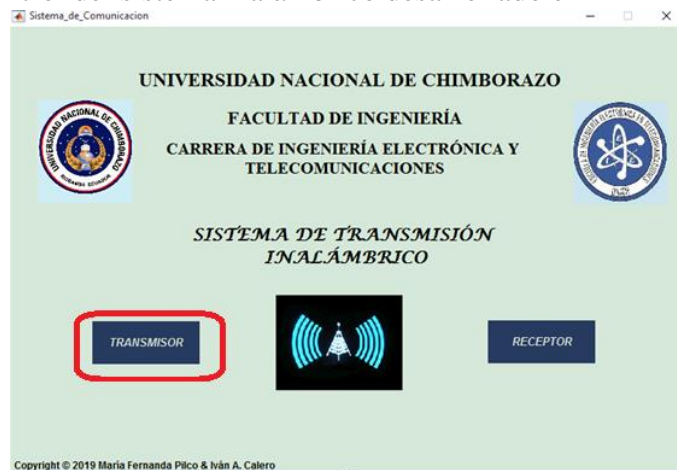 Sistema_de_Comunicacion
UNIVERSIDAD NACIONAL DE CHIMBORAZO
FACULTAD DE INGENIERÍA
CARRERA DE INGENIERÍA ELECTRÓNICA Y
TELECOMUNICACIONES
SISTEMA DE TRANSMISIÓN
INALÁMBRICO
TRANSMISOR
RECEPTOR
Copyright © 2019 María Fernanda Pilco & Iván A. Calero